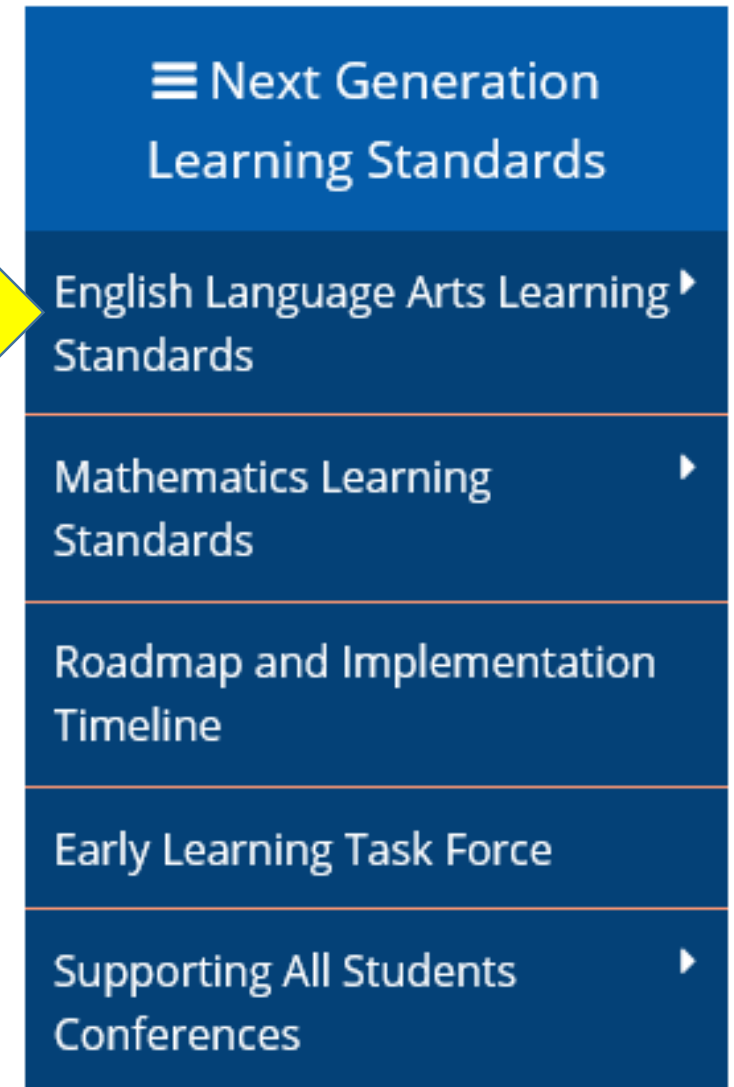 Next Generation
Learning Standards
English Language Arts Learning
Standards
Mathematics Learning
Standards
Roadmap and Implementation
Timeline
Early Learning Task Force
Supporting All Students
Conferences